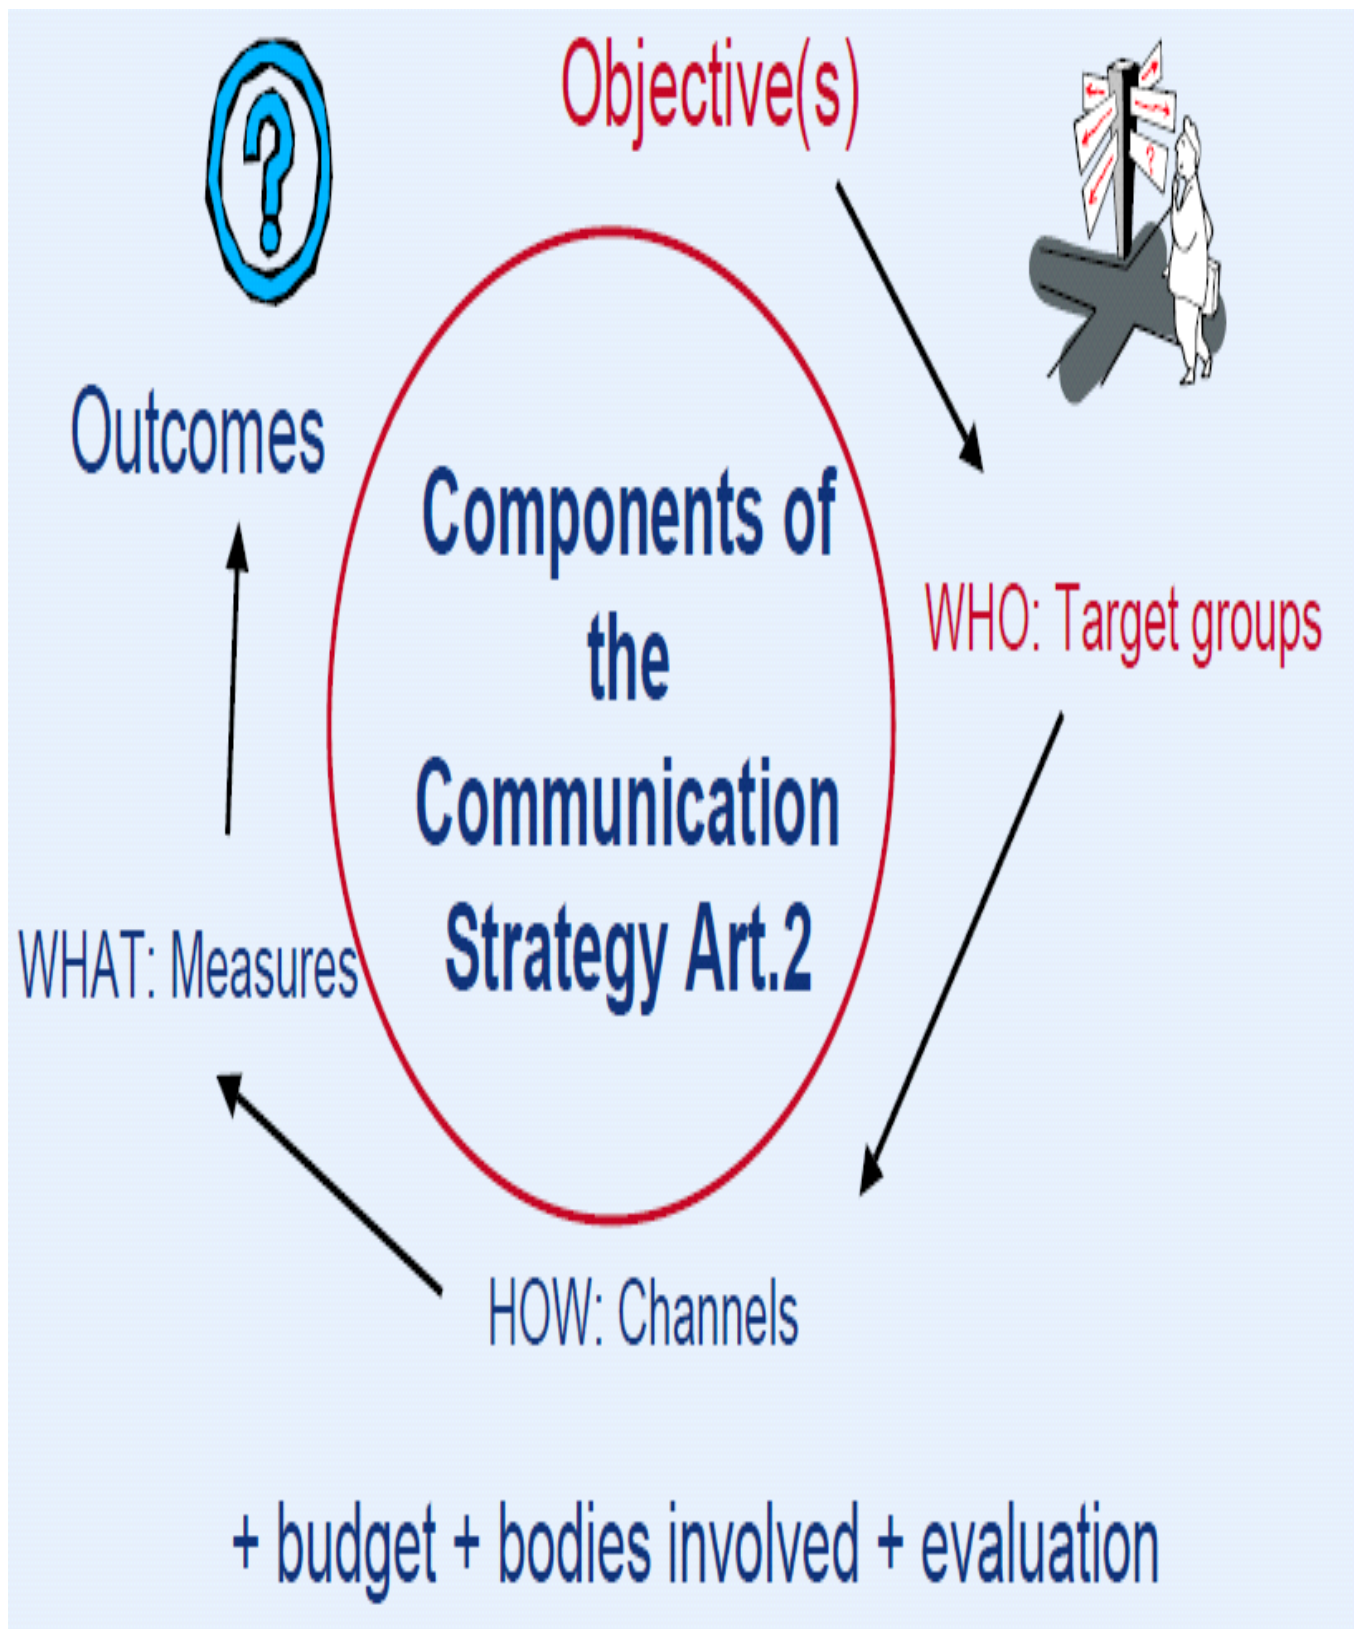 Objective(s)
?
?
Outcomes
Components of
the
Communication
Strategy Art.2
WHO: Target groups
WHAT: Measures
HOW: Channels
+ budget + bodies involved + evaluation